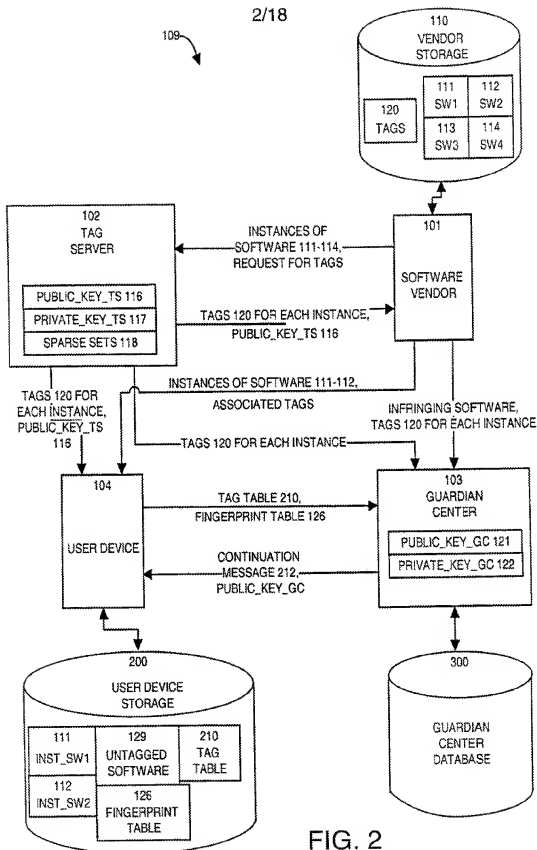 2/18
109
110
VENDOR
STORAGE
120
TAGS
111
SW1
112
SW2
113
SW3
114
SW4
102
TAG
SERVER
PUBLIC_KEY_TS 116
PRIVATE_KEY_TS 117
SPARSE SETS 118
INSTANCES OF
SOFTWARE 111-114,
REQUEST FOR TAGS
101
SOFTWARE
VENDOR
TAGS 120 FOR EACH INSTANCE,
PUBLIC_KEY_TS 116
TAGS 120 FOR
EACH INSTANCE,
PUBLIC_KEY_TS
116
INSTANCES OF SOFTWARE 111-112,
ASSOCIATED TAGS
INFRINGING SOFTWARE,
TAGS 120 FOR EACH INSTANCE
TAGS 120 FOR EACH INSTANCE
104
USER DEVICE
TAG TABLE 210,
FINGERPRINT TABLE 126
CONTINUATION
MESSAGE 212,
PUBLIC_KEY_GC
103
GUARDIAN
CENTER
PUBLIC_KEY_GC 121
PRIVATE_KEY_GC 122
200
USER DEVICE
STORAGE
111
INST_SW1
129
UNTAGGED
SOFTWARE
210
TAG
TABLE
112
INST_SW2
126
FINGERPRINT
TABLE
300
GUARDIAN
CENTER
DATABASE
FIG. 2